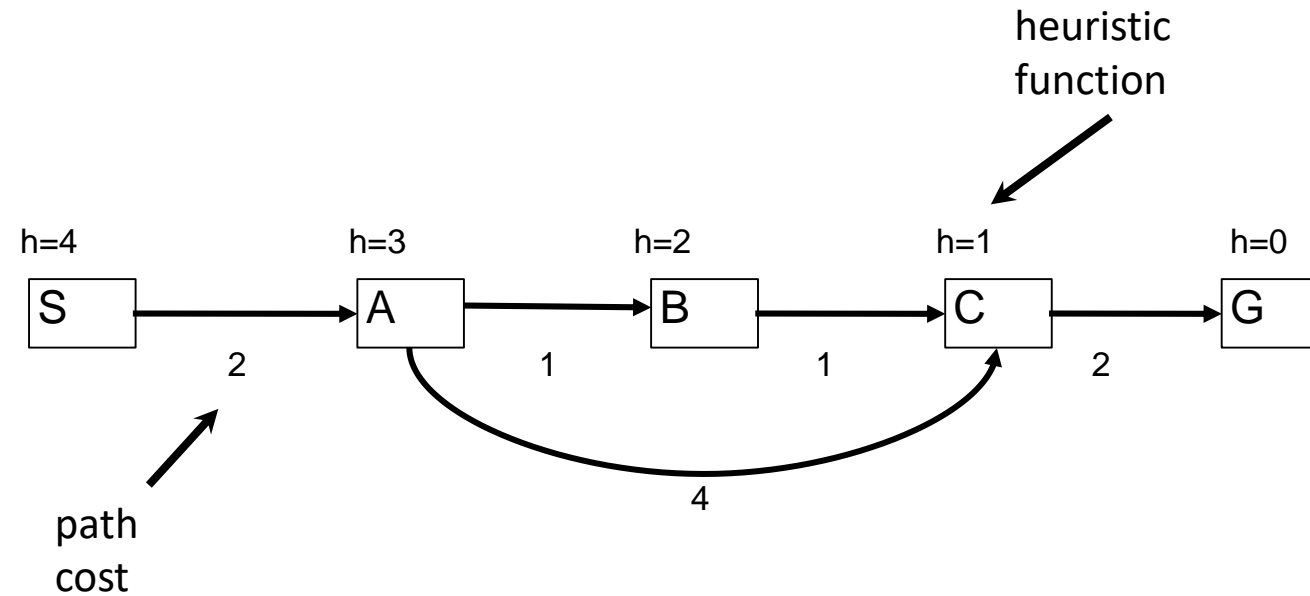 heuristic
function
h=4
h=3
h=2
h=1
h=0
S
A
B
C
G
2
1
1
2
4
path
cost